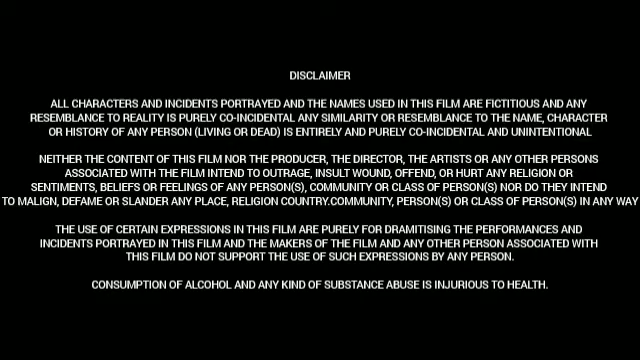 DISCLAIMER
ALL CHARACTERS AND INCIDENTS PORTRAYED AND THE NAMES USED IN THIS FILM ARE FICTITIOUS AND ANY
RESEMBLANCE TO REALITY IS PURELY CO-INCIDENTAL ANY SIMILARITY OR RESEMBLANCE TO THE NAME, CHARACTER
OR HISTORY OF ANY PERSON (LIVING OR DEAD) IS ENTIRELY AND PURELY CO-INCIDENTAL AND UNINTENTIONAL
NEITHER THE CONTENT OF THIS FILM NOR THE PRODUCER, THE DIRECTOR, THE ARTISTS OR ANY OTHER PERSONS
ASSOCIATED WITH THE FILM INTEND TO OUTRAGE, INSULT WOUND, OFFEND, OR HURT ANY RELIGION OR
SENTIMENTS, BELIEFS OR FEELINGS OF ANY PERSON(S), COMMUNITY OR CLASS OF PERSON(S) NOR DO THEY INTEND
TO MALIGN, DEFAME OR SLANDER ANY PLACE, RELIGION COUNTRY.COMMUNITY, PERSON(S) OR CLASS OF PERSON(S) IN ANY WAY
THE USE OF CERTAIN EXPRESSIONS IN THIS FILM ARE PURELY FOR DRAMITISING THE PERFORMANCES AND
INCIDENTS PORTRAYED IN THIS FILM AND THE MAKERS OF THE FILM AND ANY OTHER PERSON ASSOCIATED WITH
THIS FILM DO NOT SUPPORT THE USE OF SUCH EXPRESSIONS BY ANY PERSON.
CONSUMPTION OF ALCOHOL AND ANY KIND OF SUBSTANCE ABUSE IS INJURIOUS TO HEALTH.